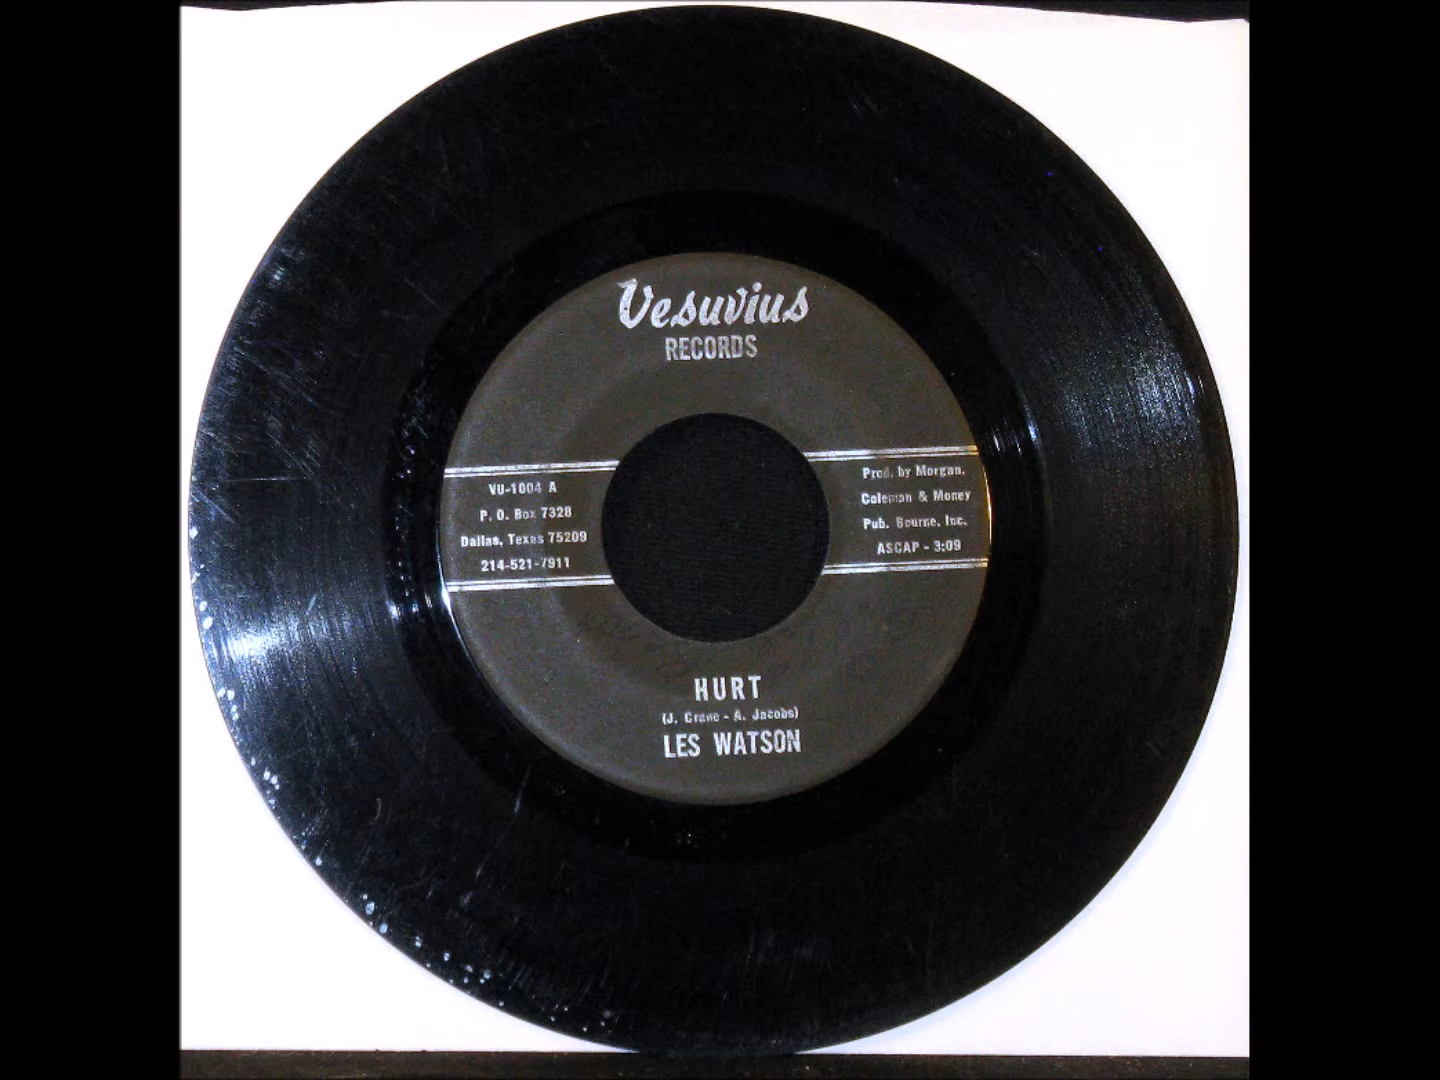 Vesuvius
RECORDS
VU-1004 A
P. O. Box 7328
Dallas, Texas 75209
214-521-7911
Prod. by Morgan,
Coleman & Money
Pub. Bourne, Inc.
ASCAP - 3:09
HURT
(J. Crane - A. Jacobs)
LES WATSON